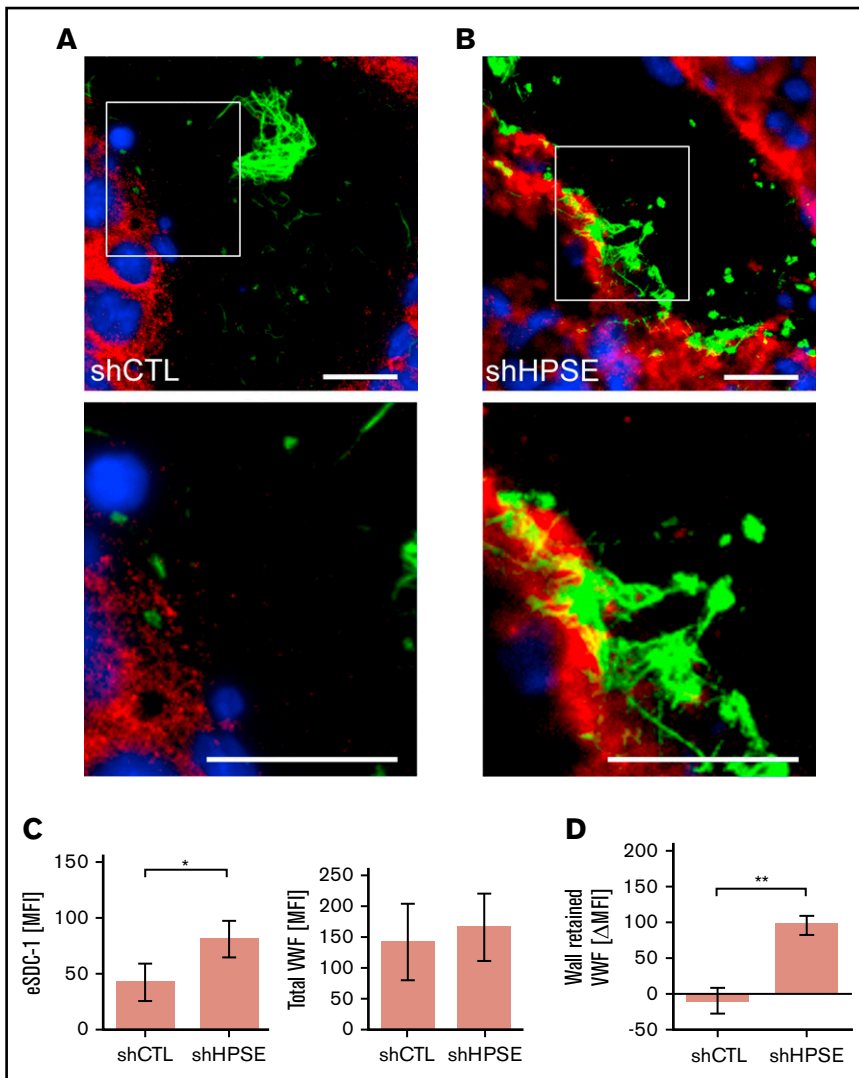 A
B
shCTL
shHPSE
C
D
eSDC-1 [MFI]
150
100
50
0
*
shCTL
shHPSE
Total VWF [MFI]
250
200
150
100
50
0
shCTL
shHPSE
Wall retained
VWF [△MFI]
200
150
100
50
0
-50
**
shCTL
shHPSE